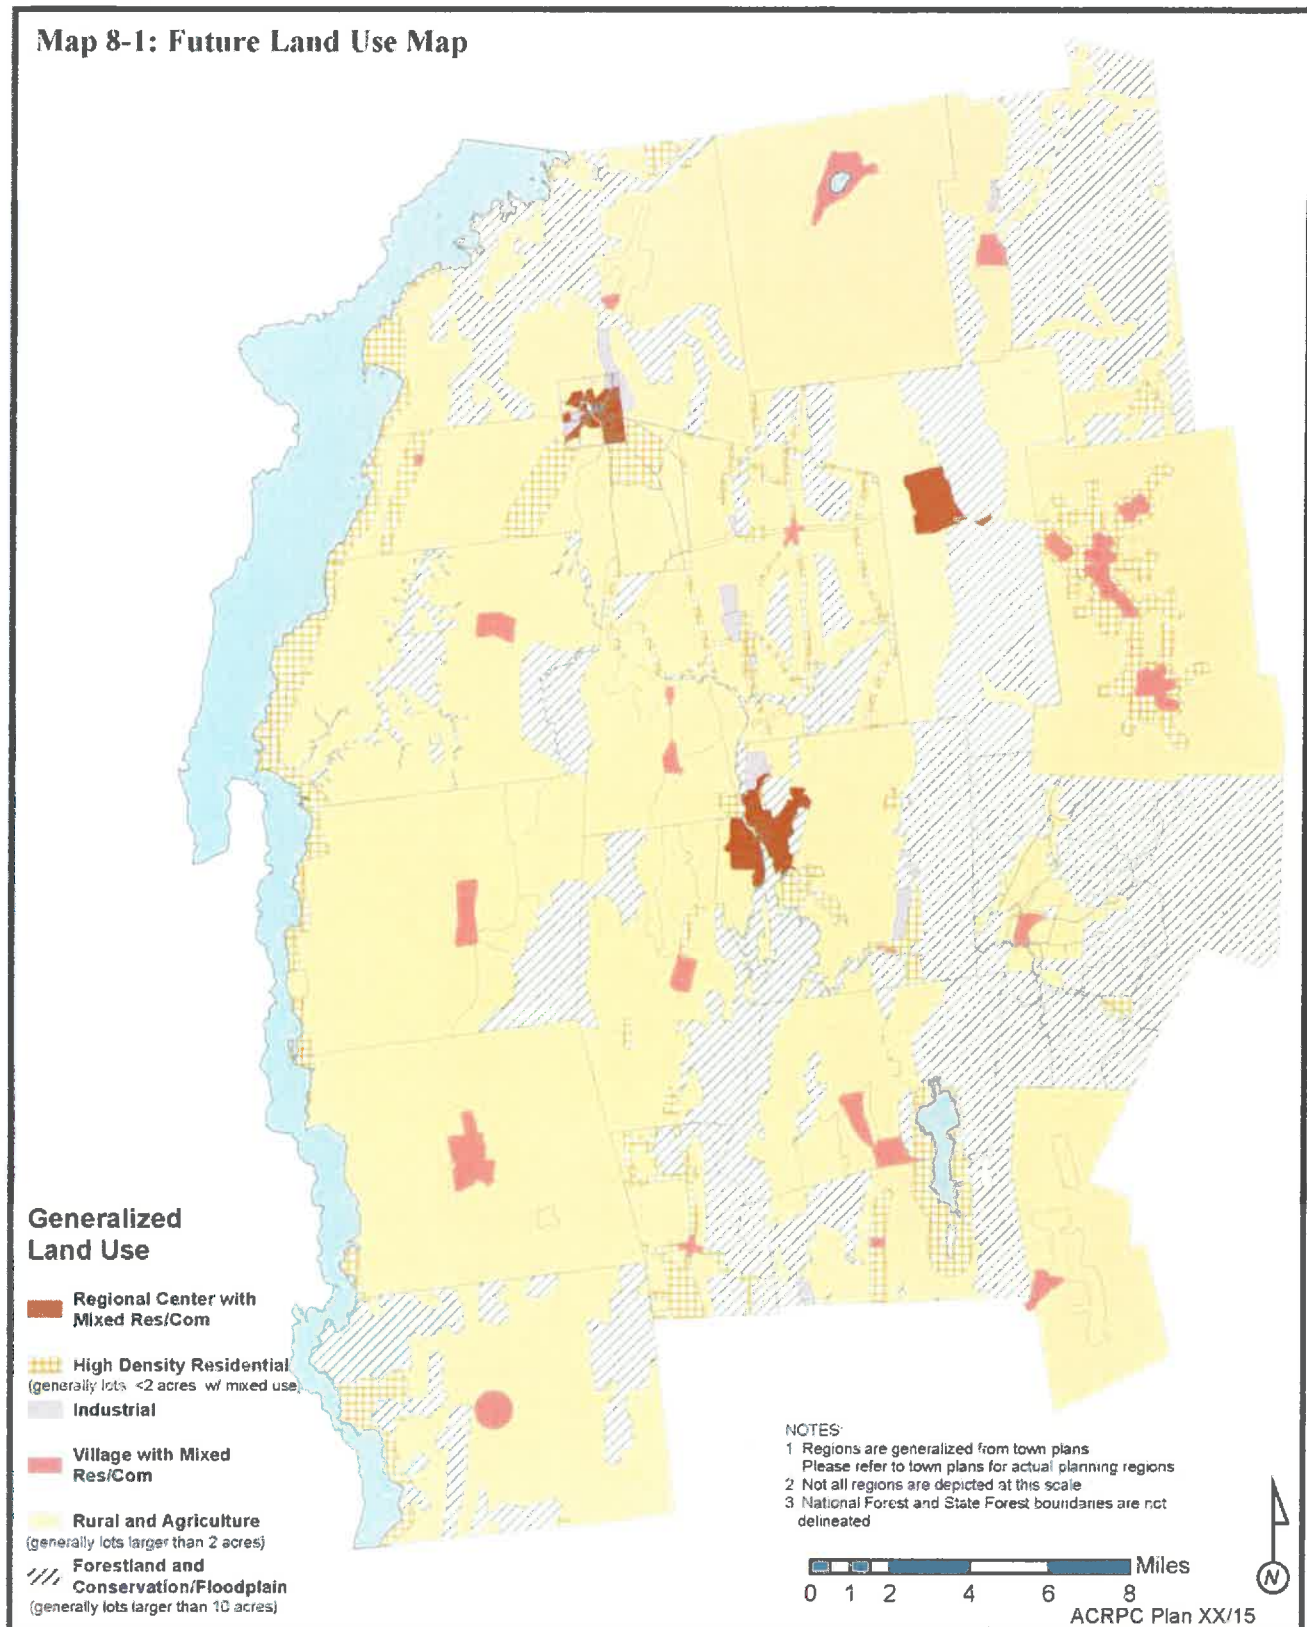 Map 8-1: Future Land Use Map
Generalized
Land Use
Regional Center with
Mixed Res/Com
High Density Residential
(generally lots <2 acres w/ mixed use)
Industrial
Village with Mixed
Res/Com
Rural and Agriculture
(generally lots larger than 2 acres)
Forestland and
Conservation/Floodplain
(generally lots larger than 10 acres)
NOTES:
1 Regions are generalized from town plans
Please refer to town plans for actual planning regions
2 Not all regions are depicted at this scale
3 National Forest and State Forest boundaries are not
delineated
Miles
0 1 2 4 6 8
N
ACRPC Plan XX/15